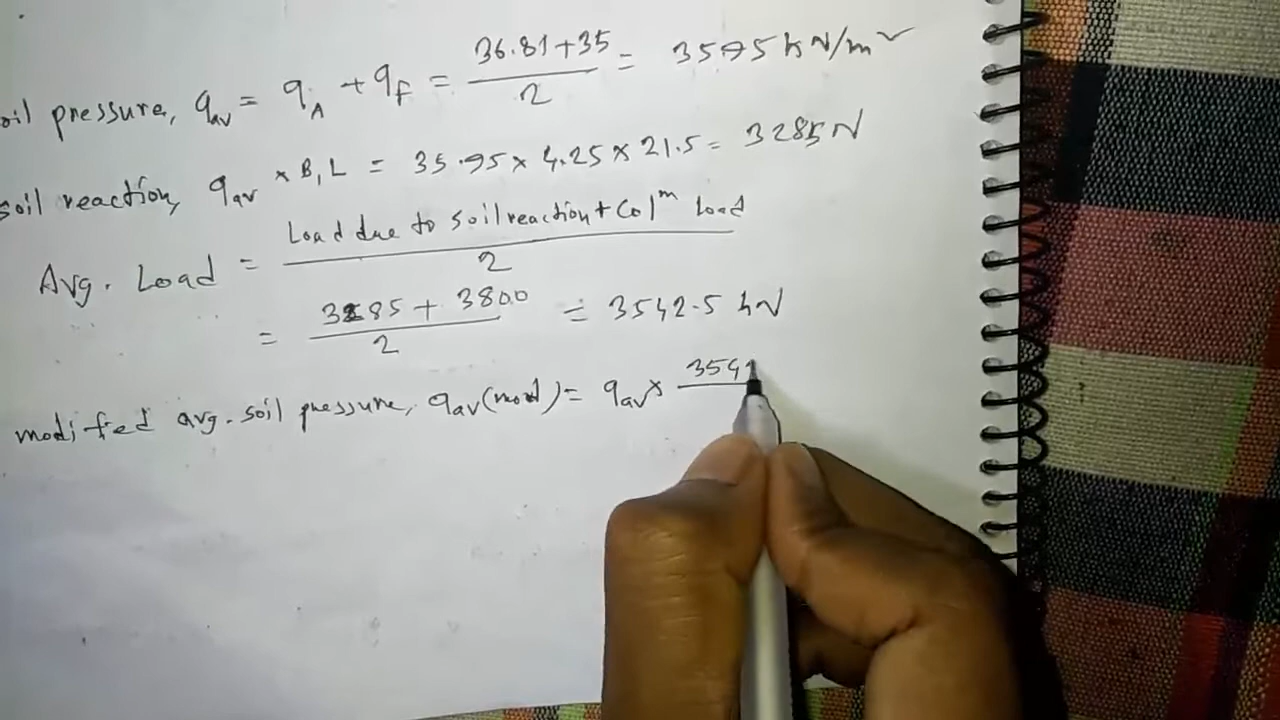 oil pressure, qav = qA + qf = 36.81+35 / 2 = 35.95 kN/m²
soil reaction, qav × B, L = 35.95 × 4.25 × 21.5 = 3285 N
Avg. Load = Load due to soil reaction + Colᵐ Load / 2
= 3285 + 3800 / 2 = 3542.5 kN
modified avg. soil pressure, qav(mod) = qav × 354